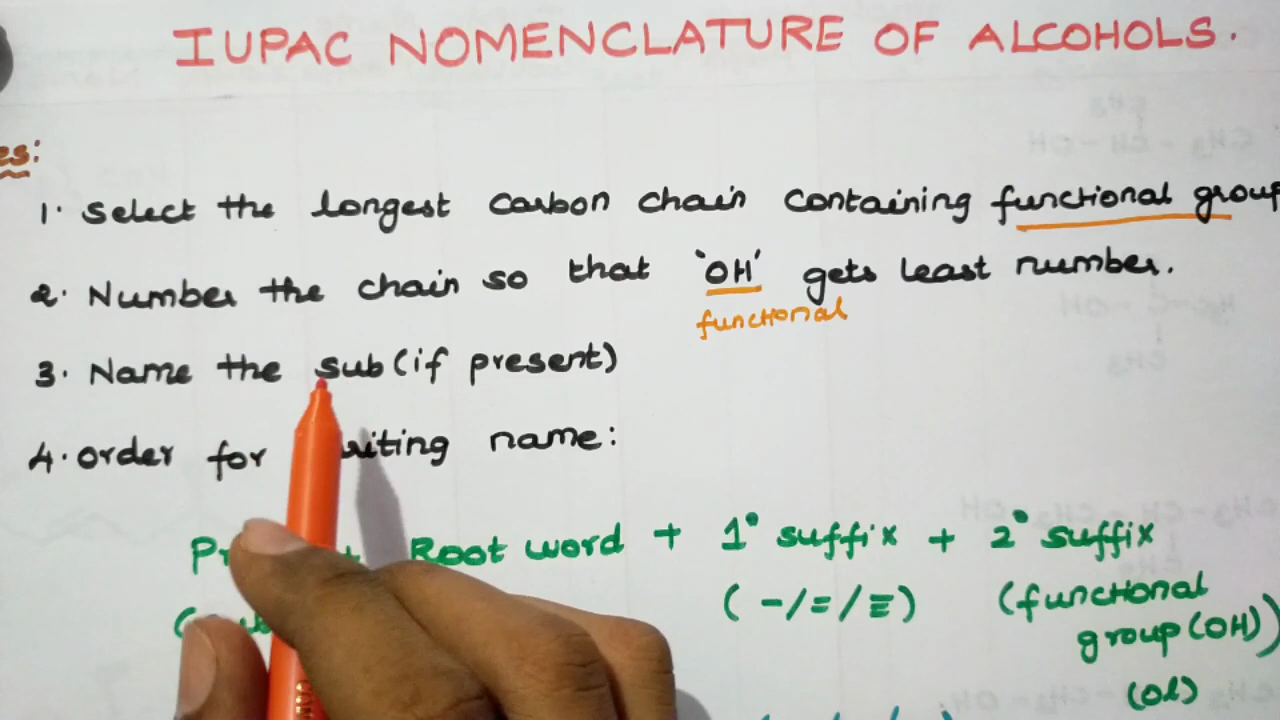 IUPAC NOMENCLATURE OF ALCOHOLS.
es:
1. Select the longest carbon chain containing functional group
2. Number the chain so that 'OH' gets least number.
functional
3. Name the sub (if present)
4. order for writing name:
+ Root word + 1° suffix + 2° suffix
(-/=/≡) (functional
group (OH))
(ol)